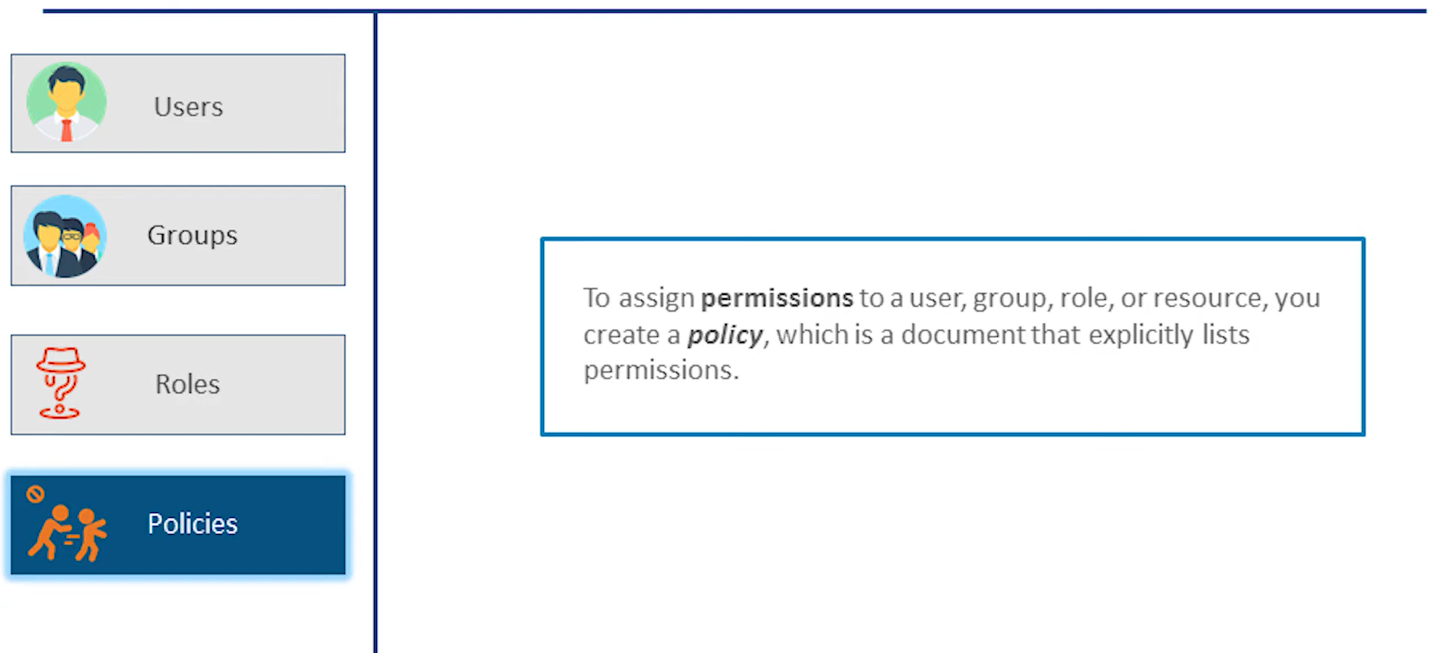 Users
Groups
Roles
Policies
To assign permissions to a user, group, role, or resource, you
create a policy, which is a document that explicitly lists
permissions.